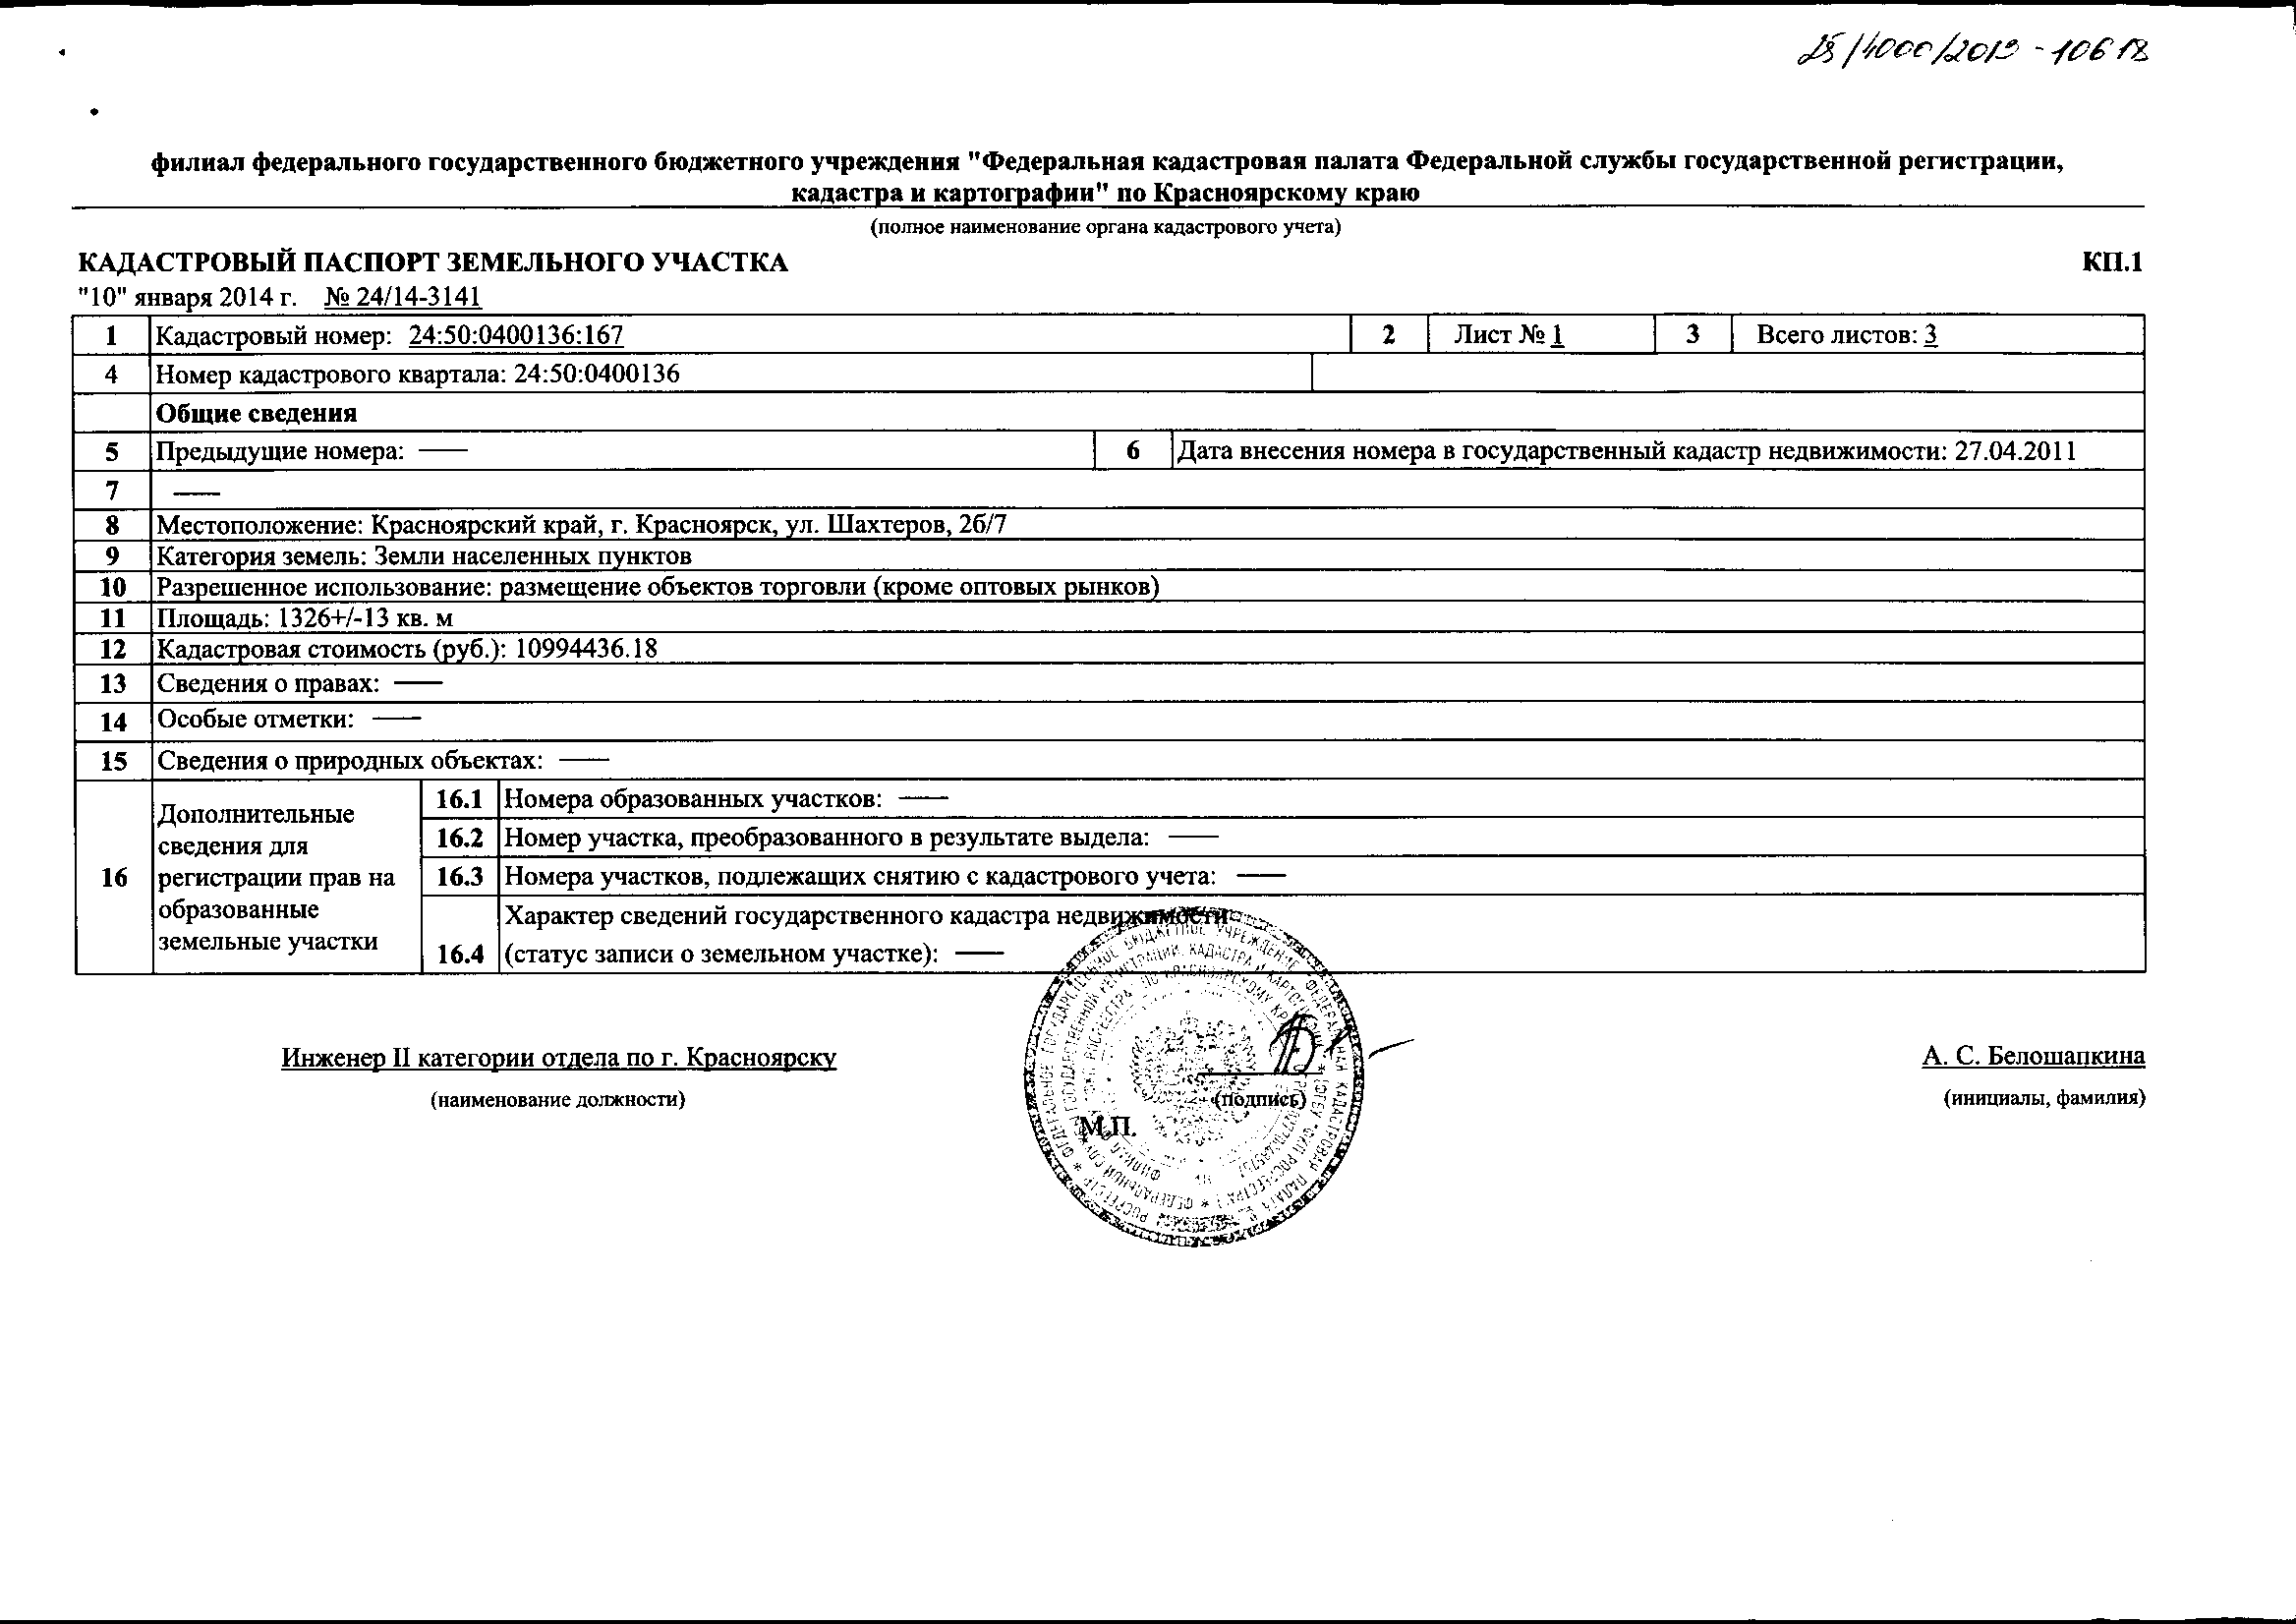 филиал федерального государственного бюджетного учреждения "Федеральная кадастровая палата Федеральной службы государственной регистрации,
кадастра и картографии" по Красноярскому краю
(полное наименование органа кадастрового учета)
КАДАСТРОВЫЙ ПАСПОРТ ЗЕМЕЛЬНОГО УЧАСТКА КП.1
"10" января 2014 г. № 24/14-3141
1 Кадастровый номер: 24:50:0400136:167 2 Лист № 1 3 Всего листов: 3
4 Номер кадастрового квартала: 24:50:0400136
Общие сведения
5 Предыдущие номера: — 6 Дата внесения номера в государственный кадастр недвижимости: 27.04.2011
7 —
8 Местоположение: Красноярский край, г. Красноярск, ул. Шахтеров, 2б/7
9 Категория земель: Земли населенных пунктов
10 Разрешенное использование: размещение объектов торговли (кроме оптовых рынков)
11 Площадь: 1326+/-13 кв. м
12 Кадастровая стоимость (руб.): 10994436.18
13 Сведения о правах: —
14 Особые отметки: —
15 Сведения о природных объектах: —
16 Дополнительные
сведения для
регистрации прав на
образованные
земельные участки
16.1 Номера образованных участков: —
16.2 Номер участка, преобразованного в результате выдела: —
16.3 Номера участков, подлежащих снятию с кадастрового учета: —
16.4 Характер сведений государственного кадастра недвижимости
(статус записи о земельном участке): —
Инженер II категории отдела по г. Красноярску А. С. Белошапкина
(наименование должности) (подпись) (инициалы, фамилия)
М.П.